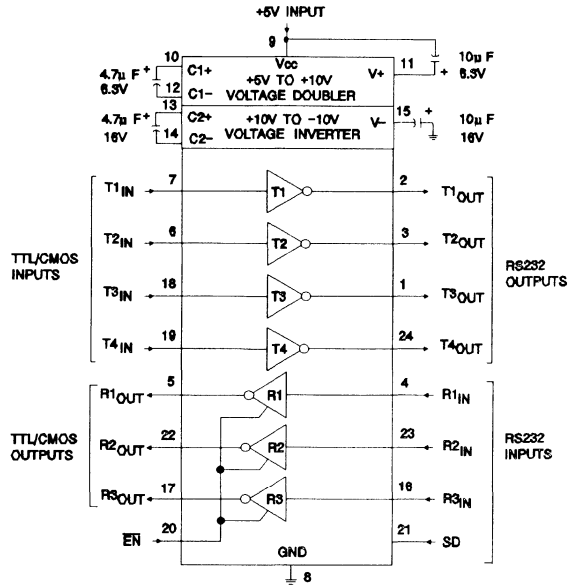 +5V INPUT
9
10
VCC
11
10μ F
6.3V
+
4.7μ F
6.3V
+
C1+
+5V TO +10V
V+
+
12
C1−
VOLTAGE DOUBLER
13
4.7μ F
16V
+
C2+
+10V TO −10V
15
+
10μ F
16V
14
C2−
VOLTAGE INVERTER
V−
TTL/CMOS
INPUTS
T1IN
7
T1
2
T1OUT
T2IN
6
T2
3
T2OUT
RS232
OUTPUTS
T3IN
18
T3
1
T3OUT
T4IN
19
T4
24
T4OUT
TTL/CMOS
OUTPUTS
R1OUT
5
R1
4
R1IN
R2OUT
22
R2
23
R2IN
RS232
INPUTS
R3OUT
17
R3
16
R3IN
EN
20
21
SD
GND
8